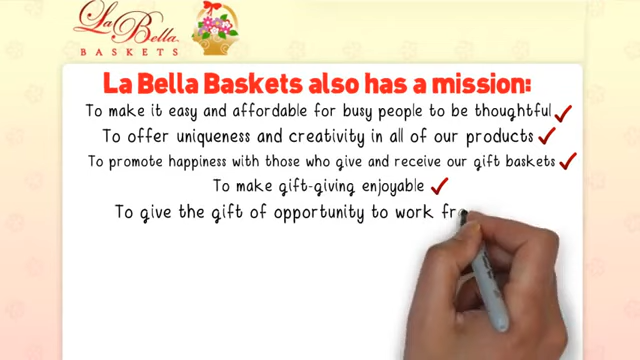 La Bella
BASKETS
La Bella Baskets also has a mission:
To make it easy and affordable for busy people to be thoughtful
To offer uniqueness and creativity in all of our products
To promote happiness with those who give and receive our gift baskets
To make gift-giving enjoyable
To give the gift of opportunity to work fr